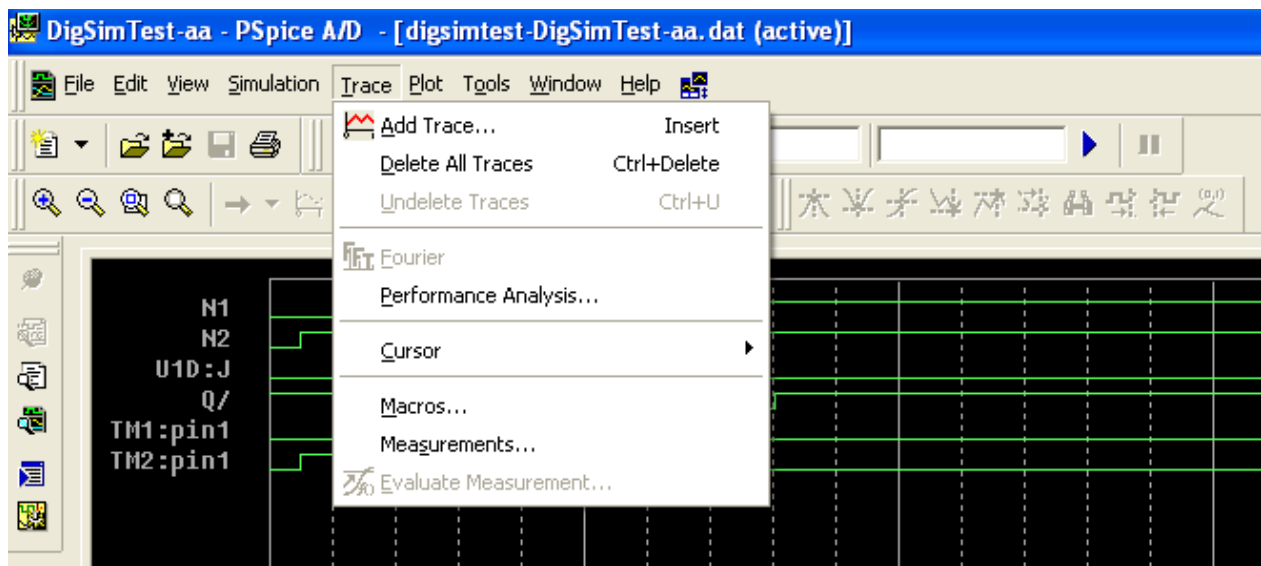 DigSimTest-aa - PSpice A/D - [digsimtest-DigSimTest-aa.dat (active)]
File Edit View Simulation Trace Plot Tools Window Help
Add Trace... Insert
Delete All Traces Ctrl+Delete
Undelete Traces Ctrl+U
FFT Fourier
Performance Analysis...
Cursor
Macros...
Measurements...
Evaluate Measurement...
N1
N2
U1D:J
Q/
TM1:pin1
TM2:pin1